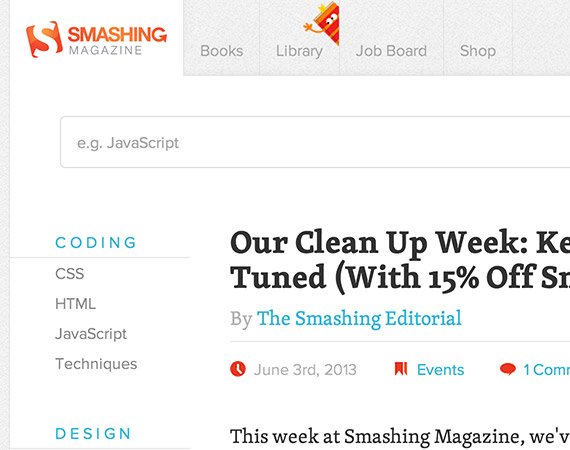 SMASHING
MAGAZINE
Books Library Job Board Shop
e.g. JavaScript
CODING
CSS
HTML
JavaScript
Techniques
DESIGN
Our Clean Up Week: Ke
Tuned (With 15% Off Sm
By The Smashing Editorial
June 3rd, 2013 Events 1 Comm
This week at Smashing Magazine, we'v